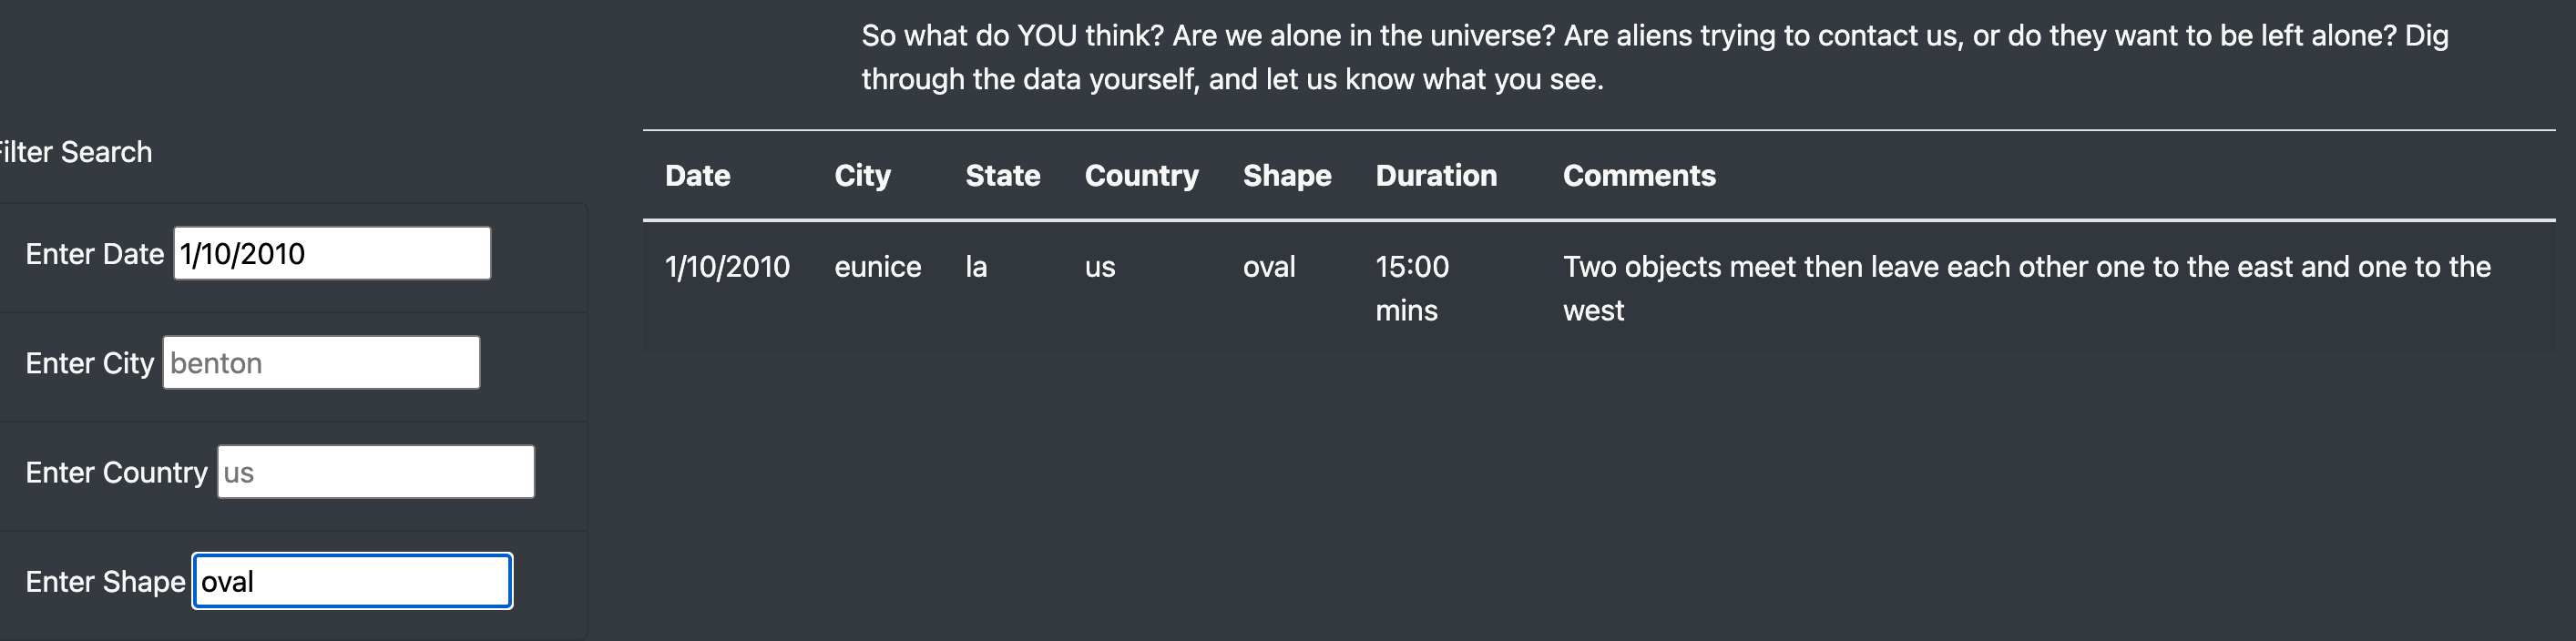 So what do YOU think? Are we alone in the universe? Are aliens trying to contact us, or do they want to be left alone? Dig
through the data yourself, and let us know what you see.
Filter Search
Enter Date 1/10/2010
Enter City benton
Enter Country us
Enter Shape oval
Date City State Country Shape Duration Comments
1/10/2010 eunice la us oval 15:00 Two objects meet then leave each other one to the east and one to the
mins west